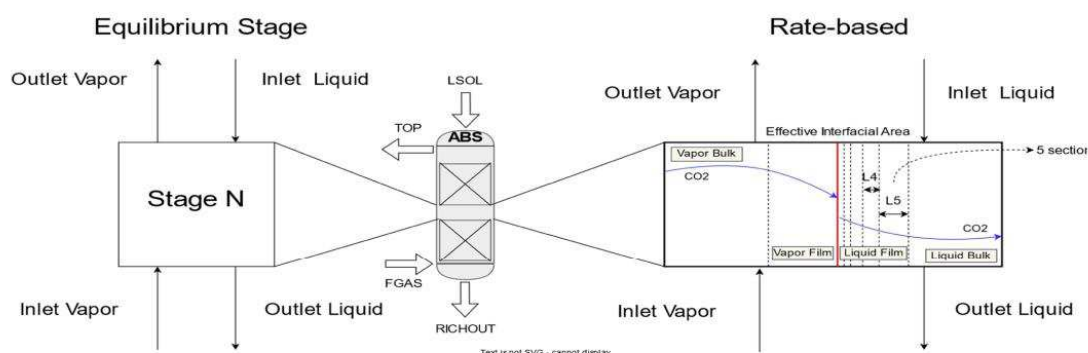 Equilibrium Stage
Rate-based
Outlet Vapor
Inlet Liquid
LSOL
Outlet Vapor
Inlet Liquid
TOP
ABS
Effective Interfacial Area
5 section
Vapor Bulk
CO2
L4
Stage N
L5
CO2
Vapor Film
Liquid Film
Liquid Bulk
FGAS
Inlet Vapor
Outlet Liquid
Inlet Vapor
Outlet Liquid
RICHOUT
Text is not SVG - cannot display